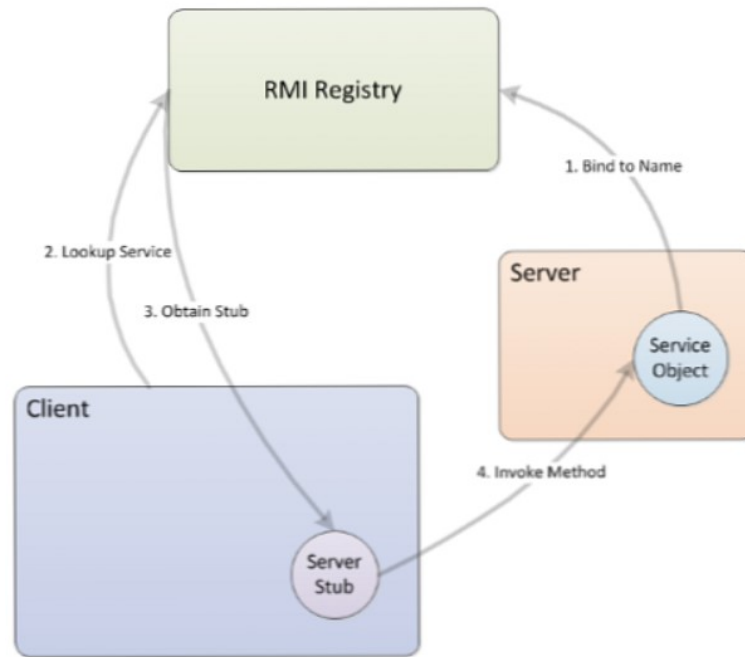 RMI Registry
1. Bind to Name
2. Lookup Service
Server
3. Obtain Stub
Service
Object
Client
4. Invoke Method
Server
Stub